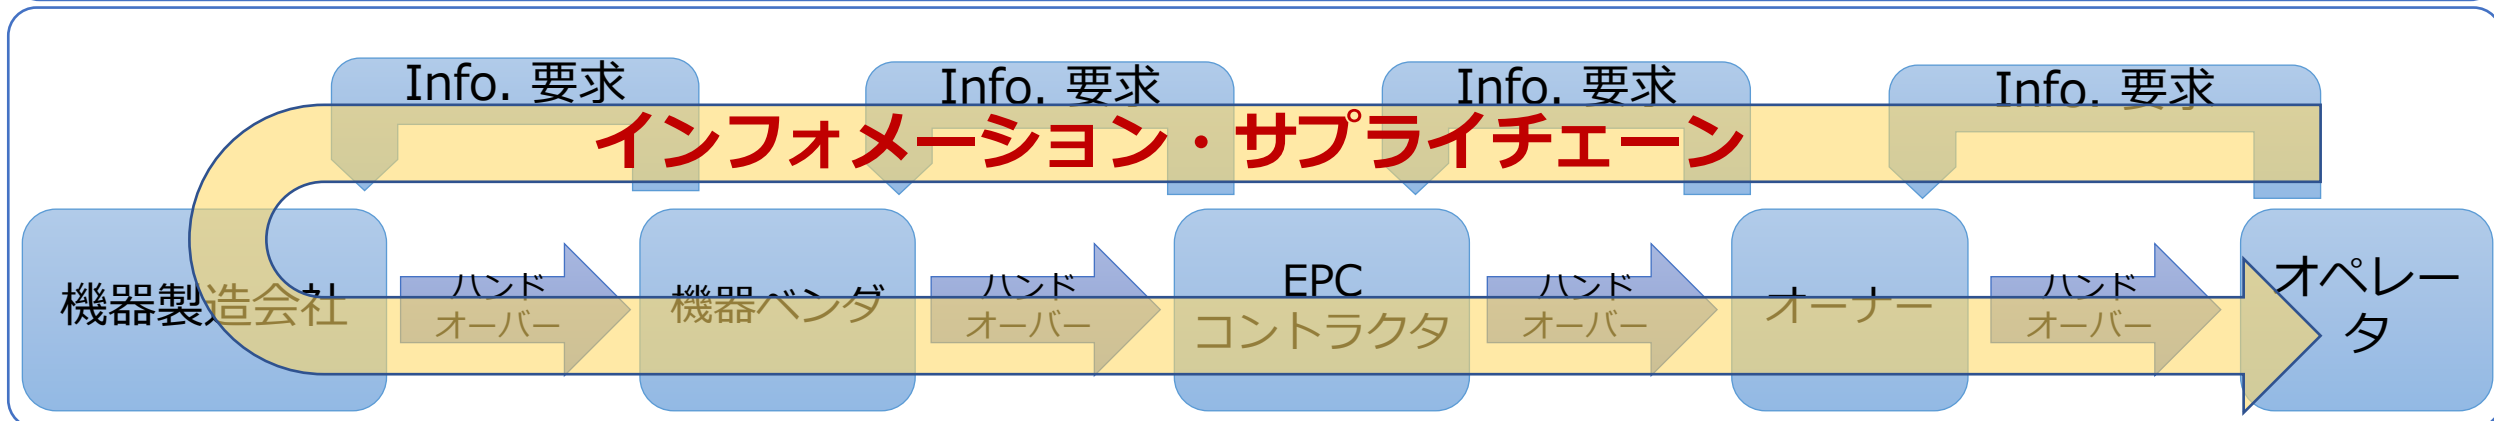 Info. 要求
Info. 要求
Info. 要求
Info. 要求
インフォメーション・サプライチェーン
機器製造会社
ハンド
オーバー
機器ベンダ
ハンド
オーバー
EPC
コントラクタ
ハンド
オーバー
オーナー
ハンド
オーバー
オペレー
タ